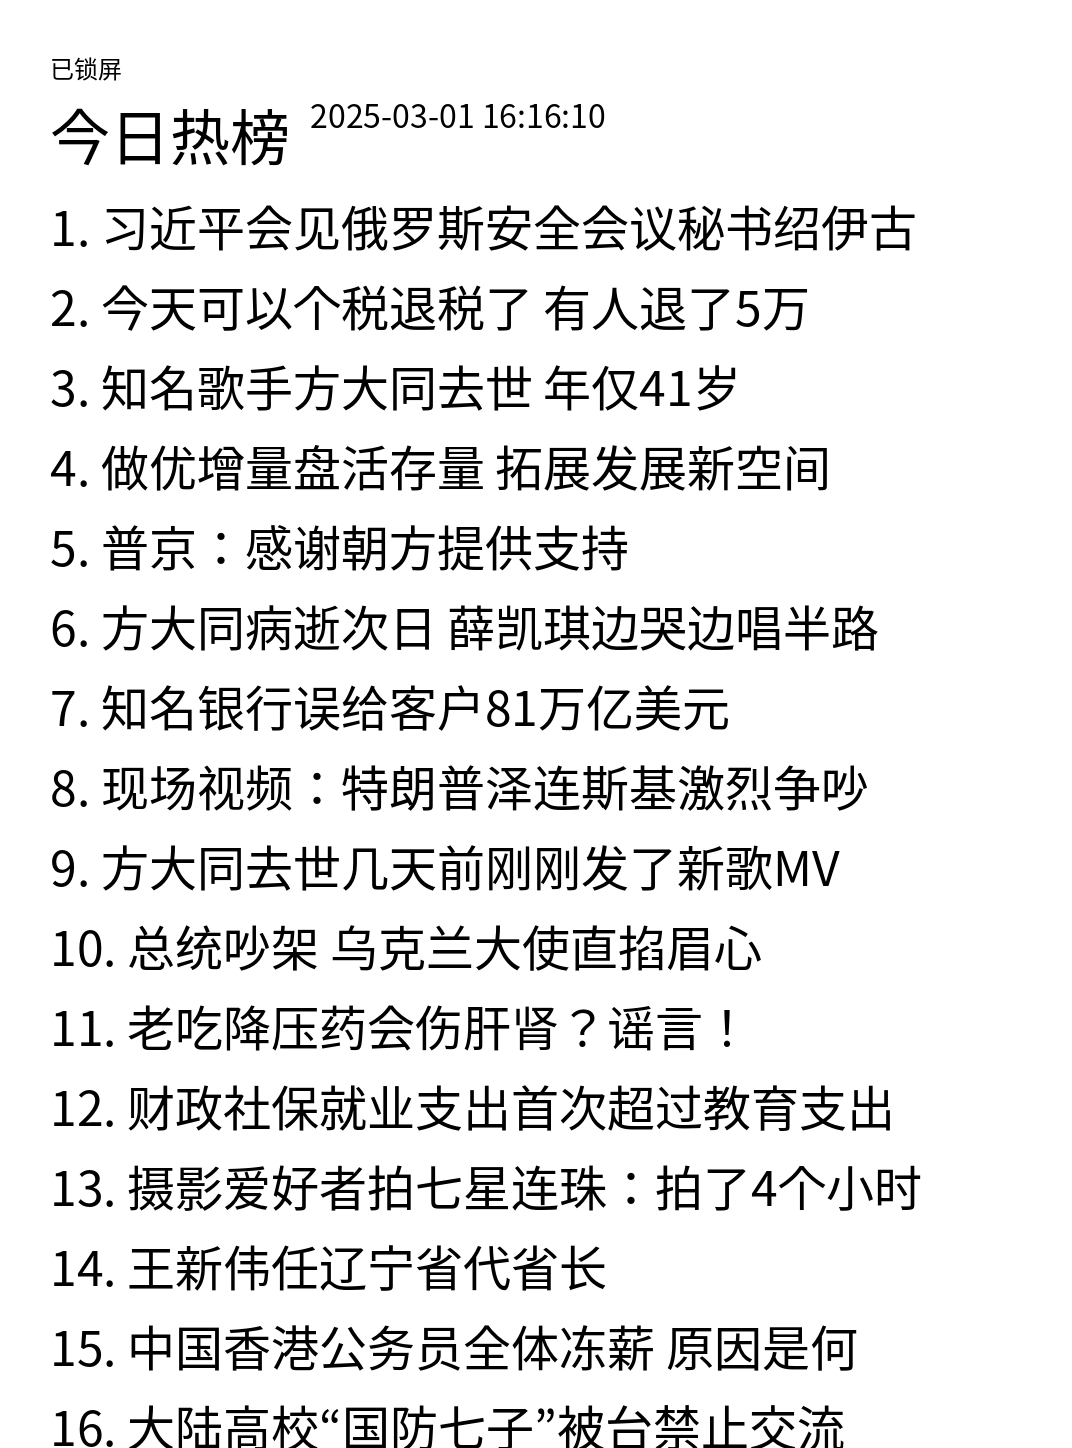 已锁屏
今日热榜 2025-03-01 16:16:10
1. 习近平会见俄罗斯安全会议秘书绍伊古
2. 今天可以个税退税了 有人退了5万
3. 知名歌手方大同去世 年仅41岁
4. 做优增量盘活存量 拓展发展新空间
5. 普京：感谢朝方提供支持
6. 方大同病逝次日 薛凯琪边哭边唱半路
7. 知名银行误给客户81万亿美元
8. 现场视频：特朗普泽连斯基激烈争吵
9. 方大同去世几天前刚刚发了新歌MV
10. 总统吵架 乌克兰大使直掐眉心
11. 老吃降压药会伤肝肾？谣言！
12. 财政社保就业支出首次超过教育支出
13. 摄影爱好者拍七星连珠：拍了4个小时
14. 王新伟任辽宁省代省长
15. 中国香港公务员全体冻薪 原因是何
16. 大陆高校“国防七子”被台禁止交流